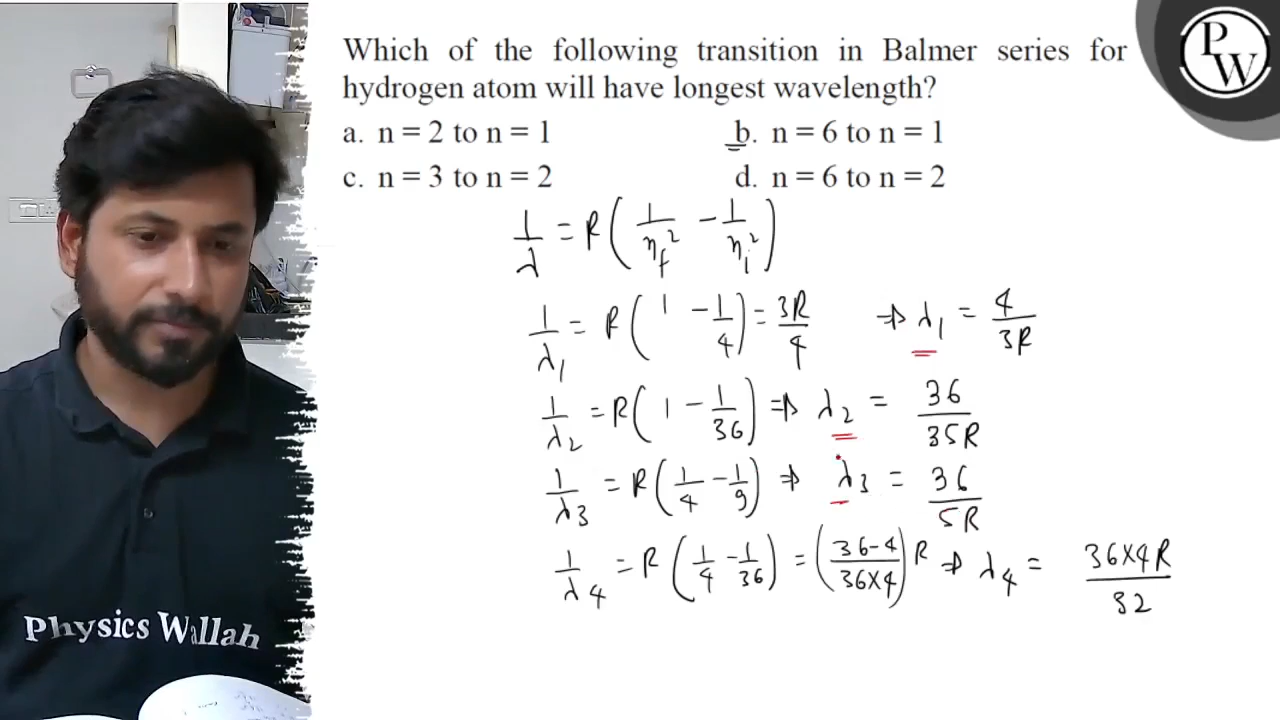 PW
Which of the following transition in Balmer series for
hydrogen atom will have longest wavelength?
a. n = 2 to n = 1 b. n = 6 to n = 1
c. n = 3 to n = 2 d. n = 6 to n = 2
1/λ = R(1/n_f² - 1/n_i²)
1/λ₁ = R(1 - 1/4) = 3R/4 ⇒ λ₁ = 4/3R
1/λ₂ = R(1 - 1/36) ⇒ λ₂ = 36/35R
1/λ₃ = R(1/4 - 1/9) ⇒ λ₃ = 36/5R
1/λ₄ = R(1/4 - 1/36) = (36-4/36×4)R ⇒ λ₄ = 36×4R/32
Physics Wallah